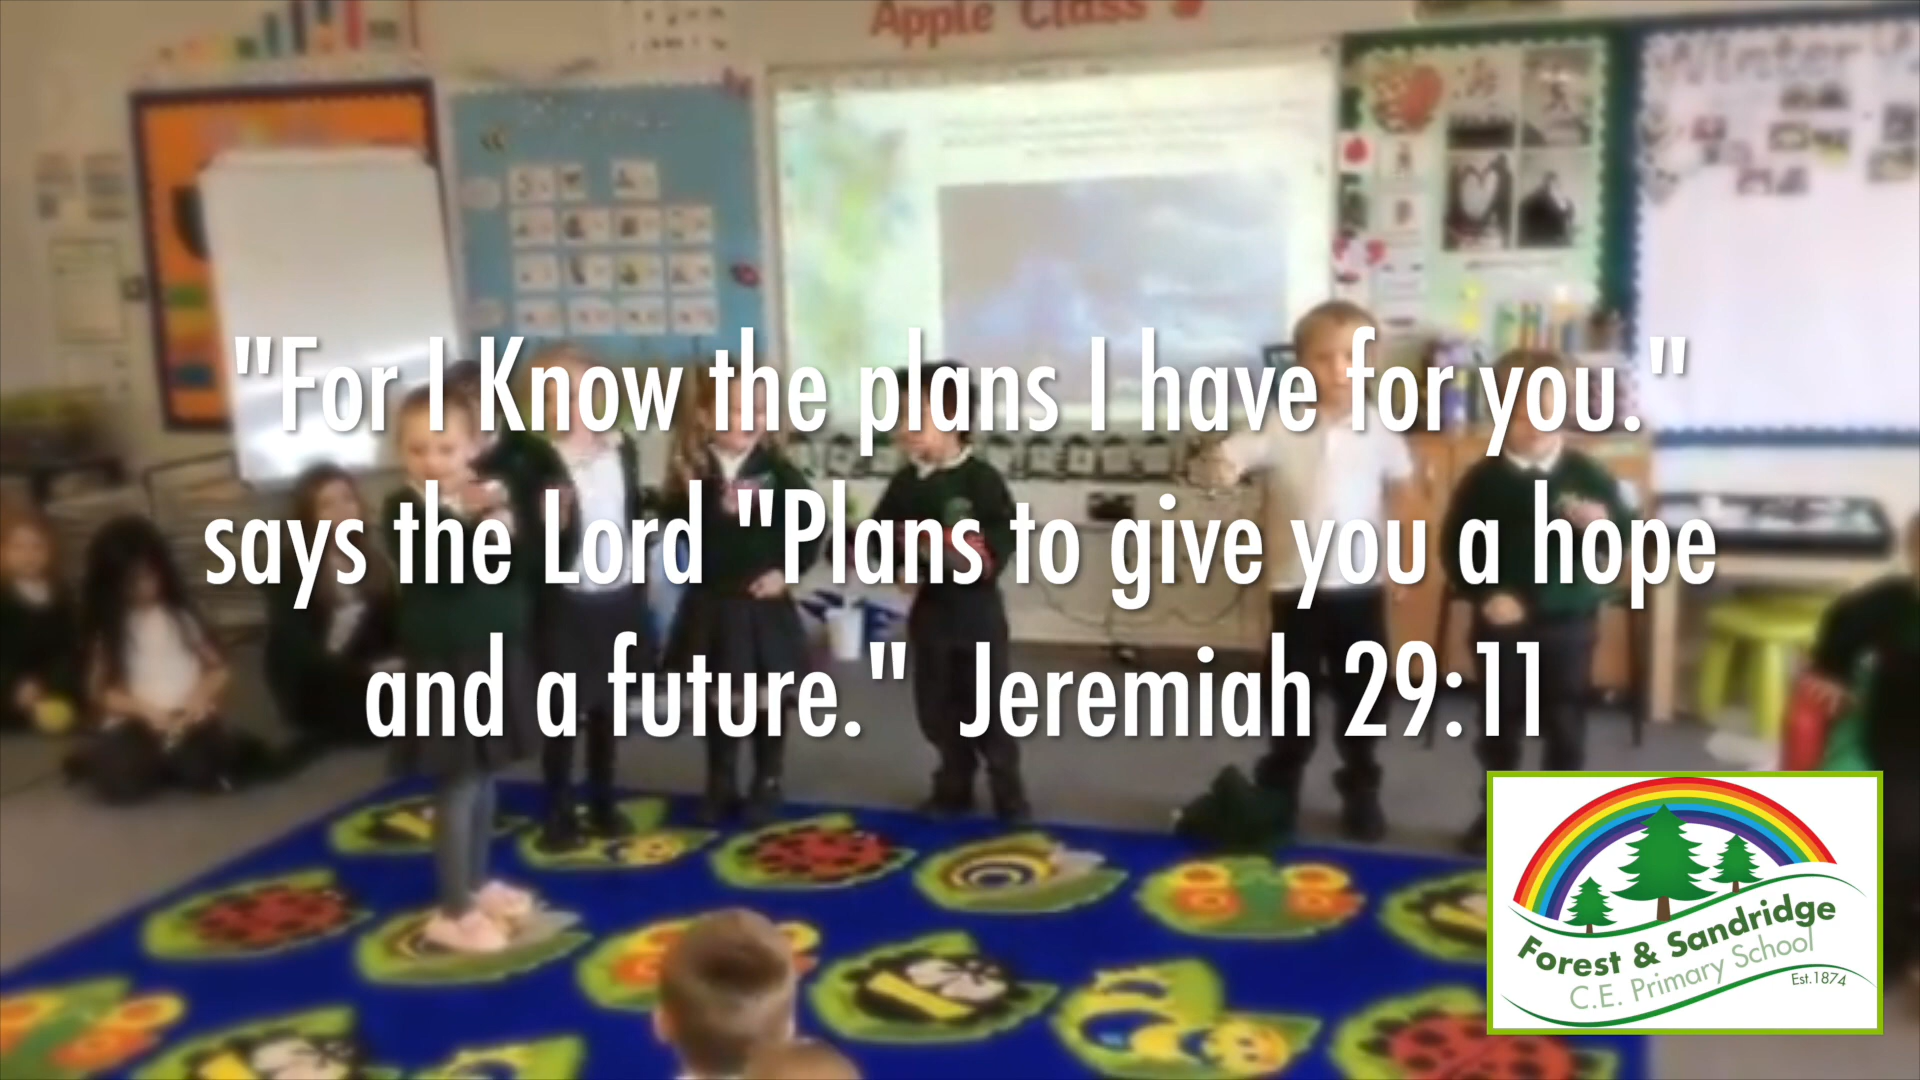 Apple Class
Winter
"For I Know the plans I have for you."
says the Lord "Plans to give you a hope
and a future."  Jeremiah 29:11
Forest & Sandridge
C.E. Primary School
Est.1874